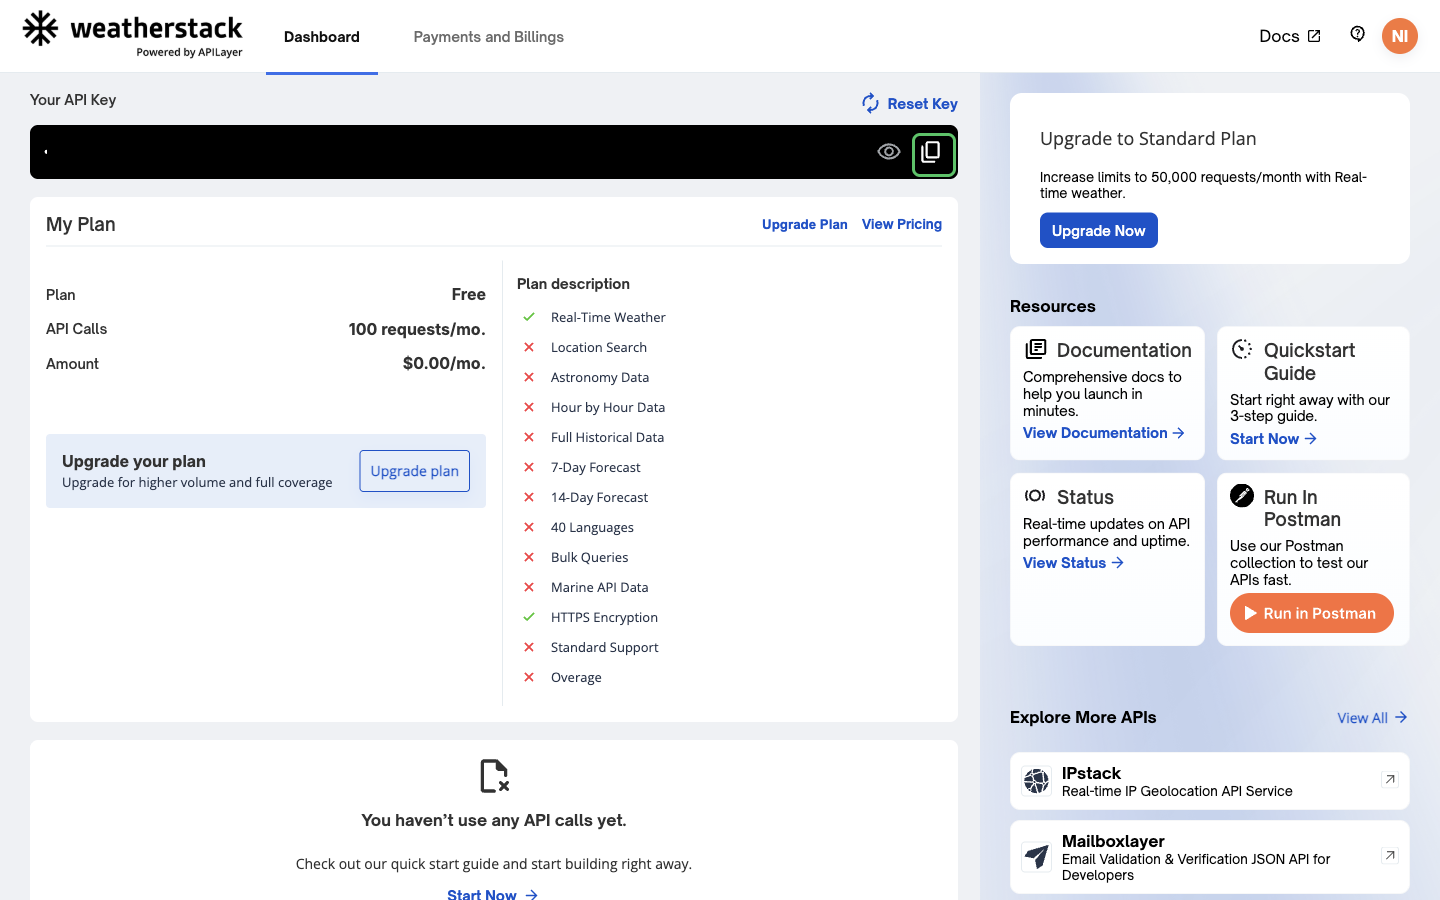 weatherstack
Powered by APILayer
Dashboard
Payments and Billings
Docs
NI
Your API Key
Reset Key
My Plan
Upgrade Plan
View Pricing
Plan
Free
API Calls
100 requests/mo.
Amount
$0.00/mo.
Upgrade your plan
Upgrade for higher volume and full coverage
Upgrade plan
Plan description
Real-Time Weather
Location Search
Astronomy Data
Hour by Hour Data
Full Historical Data
7-Day Forecast
14-Day Forecast
40 Languages
Bulk Queries
Marine API Data
HTTPS Encryption
Standard Support
Overage
You haven’t use any API calls yet.
Check out our quick start guide and start building right away.
Start Now
Upgrade to Standard Plan
Increase limits to 50,000 requests/month with Real-
time weather.
Upgrade Now
Resources
Documentation
Comprehensive docs to
help you launch in
minutes.
View Documentation
Quickstart
Guide
Start right away with our
3-step guide.
Start Now
Status
Real-time updates on API
performance and uptime.
View Status
Run In
Postman
Use our Postman
collection to test our
APIs fast.
Run in Postman
Explore More APIs
View All
IPstack
Real-time IP Geolocation API Service
Mailboxlayer
Email Validation & Verification JSON API for
Developers